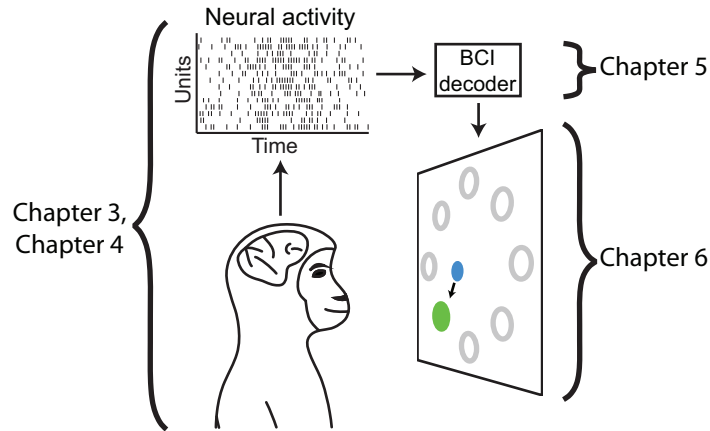 Neural activity
Units
Time
BCI
decoder
Chapter 5
Chapter 3,
Chapter 4
Chapter 6